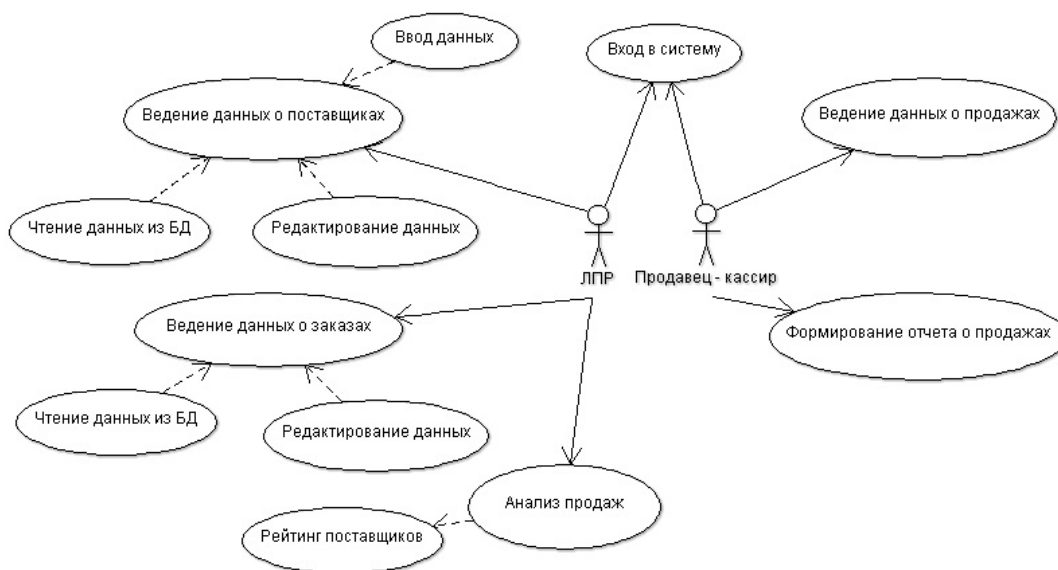 Ввод данных
Вход в систему
Ведение данных о поставщиках
Ведение данных о продажах
Чтение данных из БД
Редактирование данных
ЛПР
Продавец - кассир
Ведение данных о заказах
Формирование отчета о продажах
Чтение данных из БД
Редактирование данных
Анализ продаж
Рейтинг поставщиков